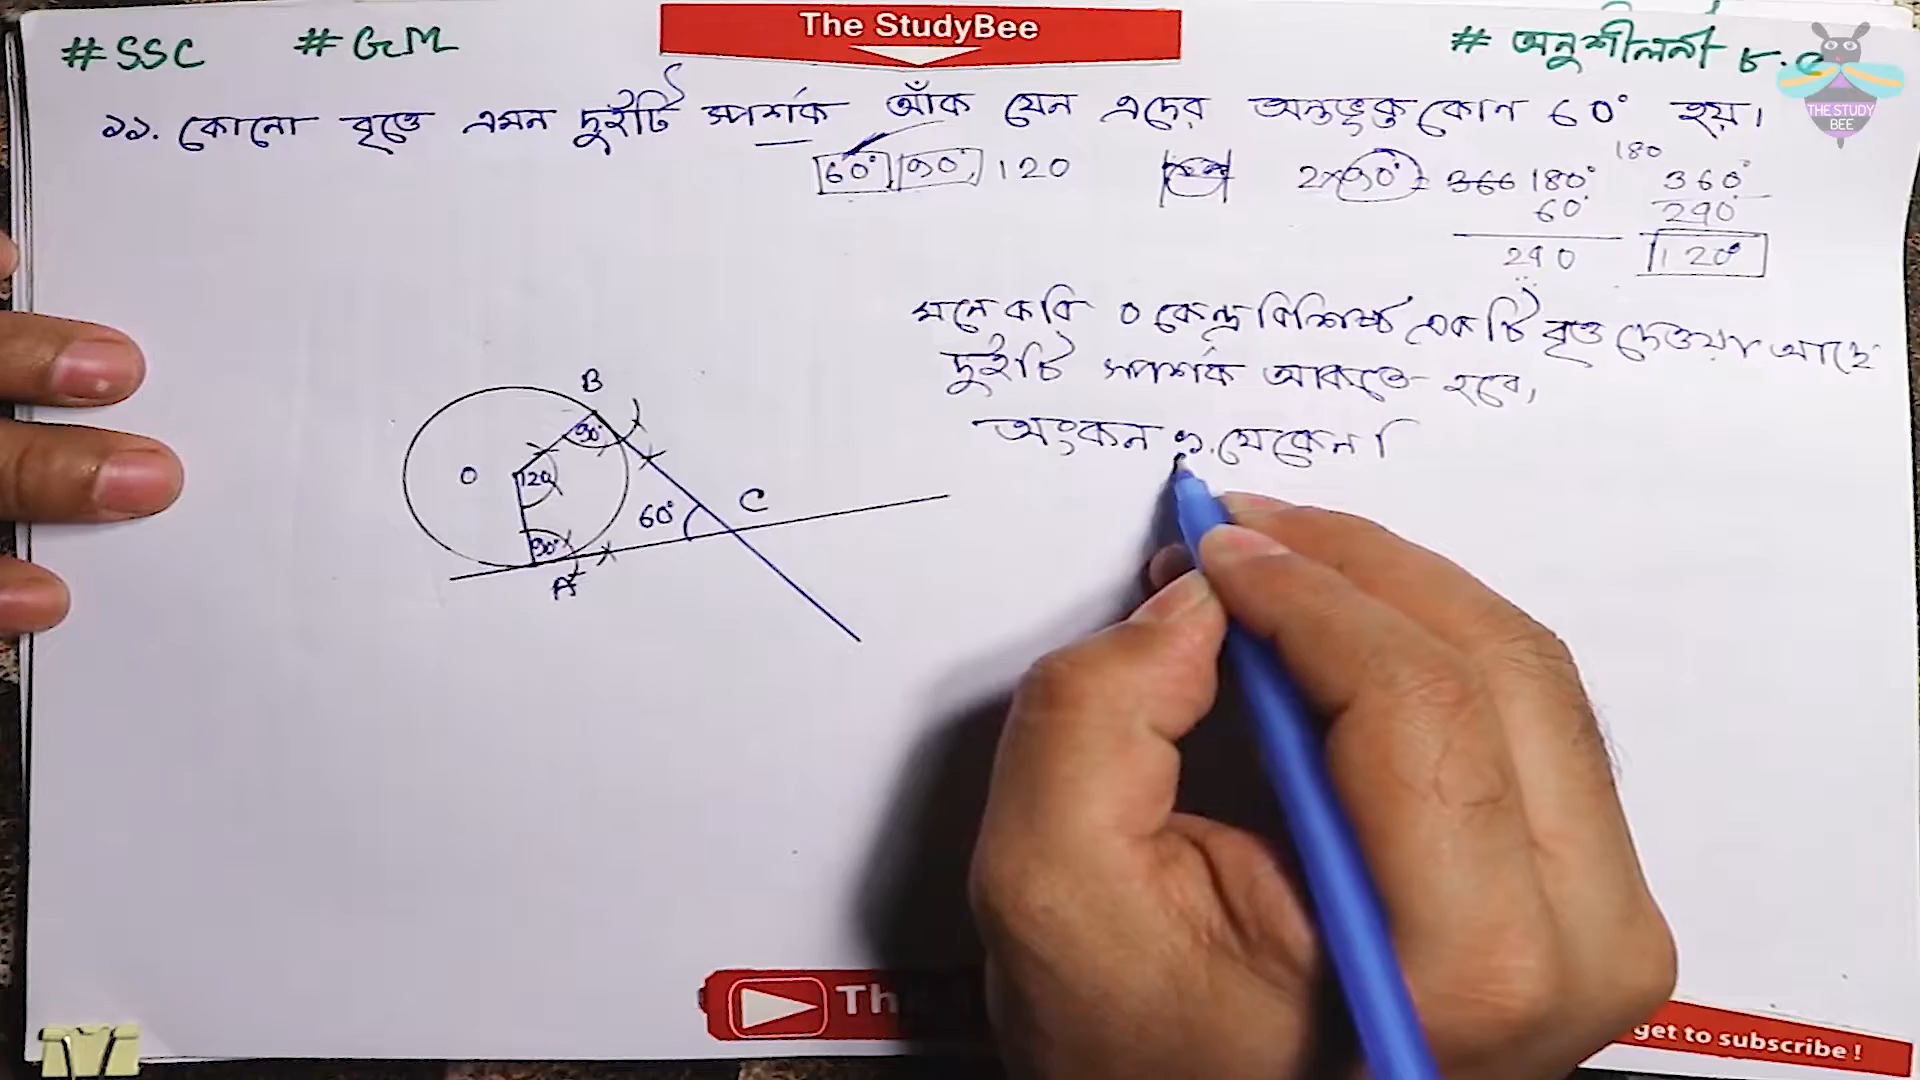 The StudyBee
#SSC #GM
#অনুশীলনী ৮.৫
THE STUDY BEE
১১. কোনো বৃত্তে এমন দুইটি স্পর্শক আঁক যেন এদের অন্তর্ভুক্ত কোন 60° হয়।
60° 90° 120
2×90° = 180°
60°
240
180
360°
240
120°
মনে করি O কেন্দ্র বিশিষ্ট একটি বৃত্ত দেওয়া আছে
দুইটি স্পর্শক আকতে হবে,
অংকন ১. যেকোন
B
90°
O
120
60°
C
90°
A
get to subscribe !